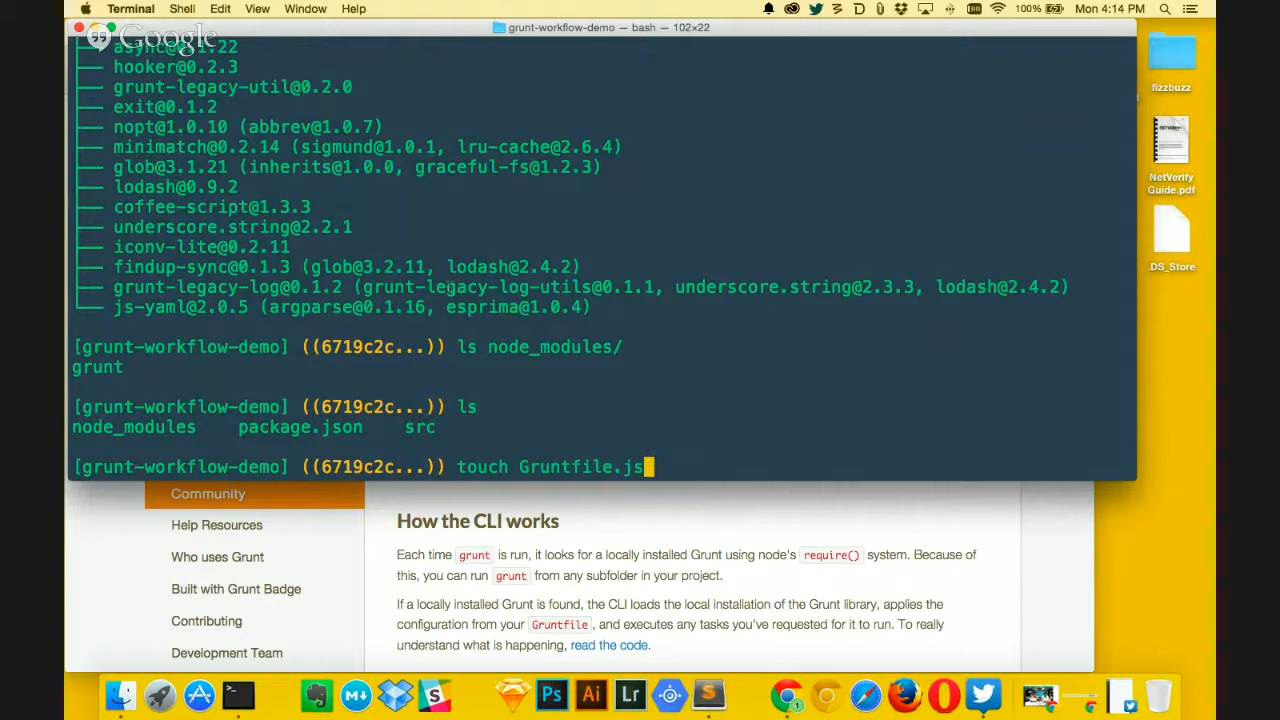 Terminal Shell Edit View Window Help 100% Mon 4:14 PM
grunt-workflow-demo — bash — 102×22
Google
async@0.1.22
├── hooker@0.2.3
├── grunt-legacy-util@0.2.0
├── exit@0.1.2
├── nopt@1.0.10 (abbrev@1.0.7)
├── minimatch@0.2.14 (sigmund@1.0.1, lru-cache@2.6.4)
├── glob@3.1.21 (inherits@1.0.0, graceful-fs@1.2.3)
├── lodash@0.9.2
├── coffee-script@1.3.3
├── underscore.string@2.2.1
├── iconv-lite@0.2.11
├── findup-sync@0.1.3 (glob@3.2.11, lodash@2.4.2)
├── grunt-legacy-log@0.1.2 (grunt-legacy-log-utils@0.1.1, underscore.string@2.3.3, lodash@2.4.2)
└── js-yaml@2.0.5 (argparse@0.1.16, esprima@1.0.4)
[grunt-workflow-demo] ((6719c2c...)) ls node_modules/
grunt
[grunt-workflow-demo] ((6719c2c...)) ls
node_modules package.json src
[grunt-workflow-demo] ((6719c2c...)) touch Gruntfile.js
fizzbuzz
NetVerify
Guide.pdf
.DS_Store
Community
Help Resources
Who uses Grunt
Built with Grunt Badge
Contributing
Development Team
How the CLI works
Each time grunt is run, it looks for a locally installed Grunt using node's require() system. Because of
this, you can run grunt from any subfolder in your project.
If a locally installed Grunt is found, the CLI loads the local installation of the Grunt library, applies the
configuration from your Gruntfile, and executes any tasks you've requested for it to run. To really
understand what is happening, read the code.
Ps Ai Lr